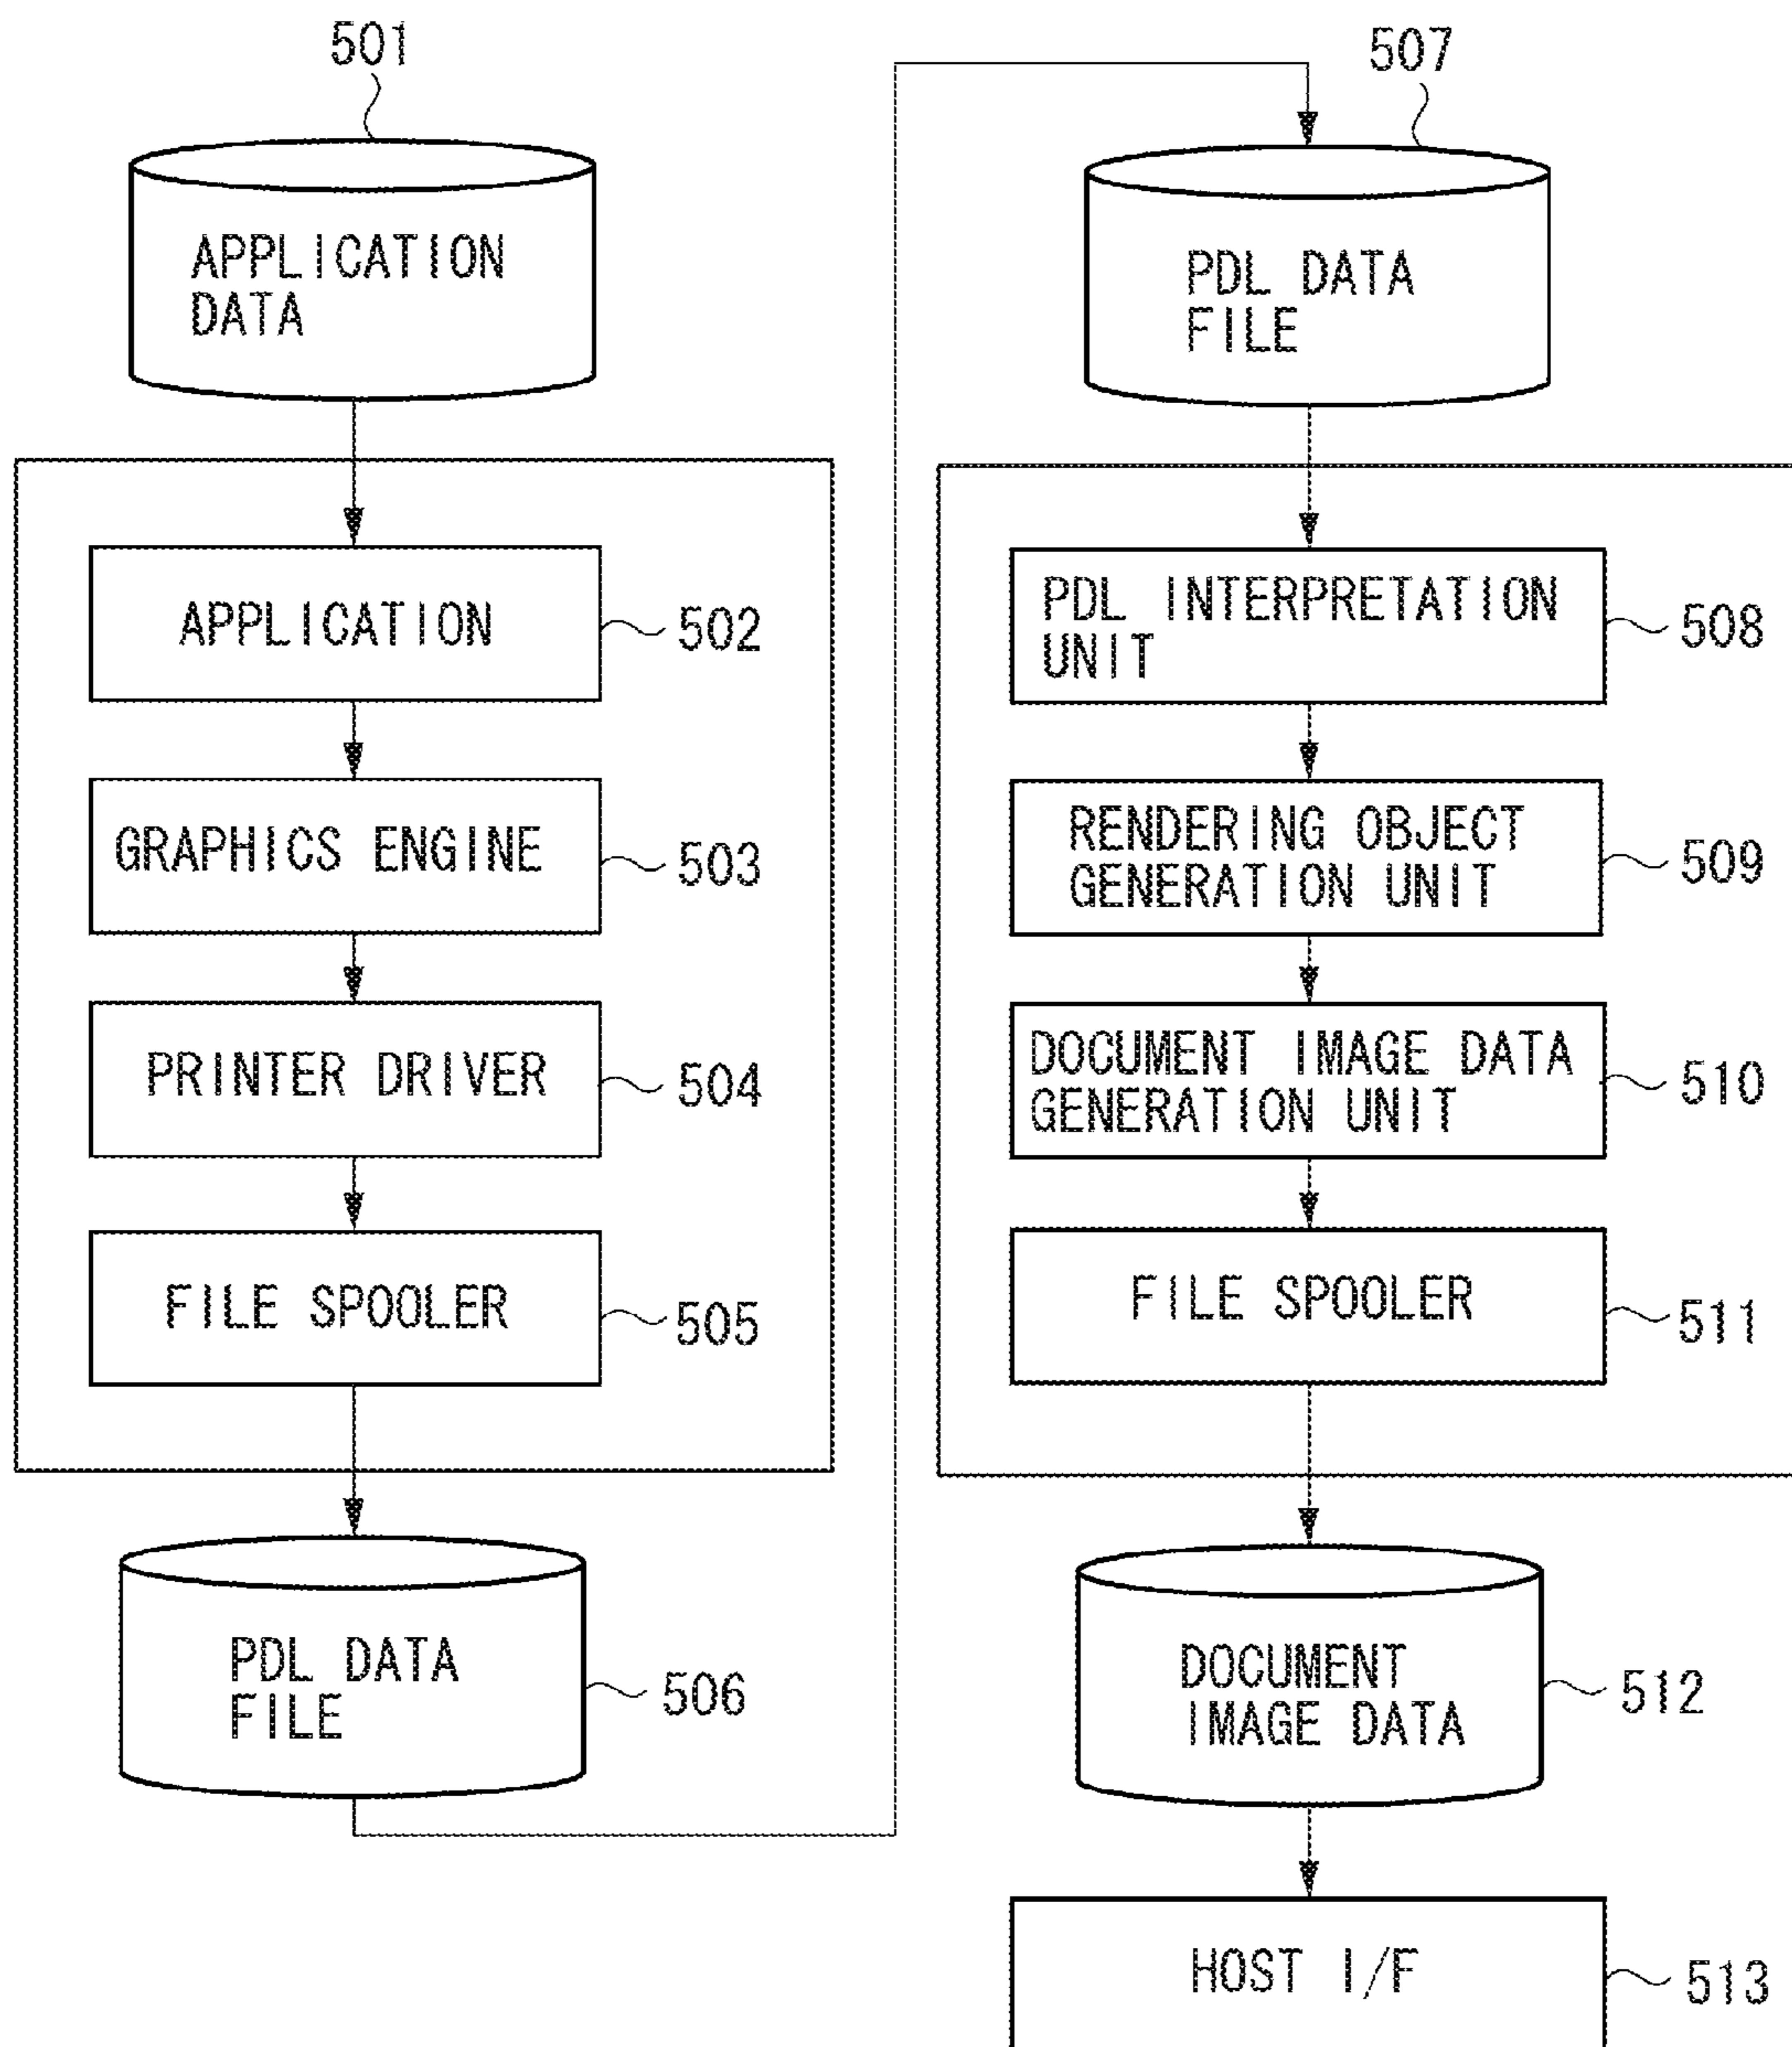 501
APPLICATION
DATA
APPLICATION
502
GRAPHICS ENGINE
503
PRINTER DRIVER
504
FILE SPOOLER
505
PDL DATA
FILE
506
507
PDL DATA
FILE
PDL INTERPRETATION
UNIT
508
RENDERING OBJECT
GENERATION UNIT
509
DOCUMENT IMAGE DATA
GENERATION UNIT
510
FILE SPOOLER
511
DOCUMENT
IMAGE DATA
512
HOST I/F
513